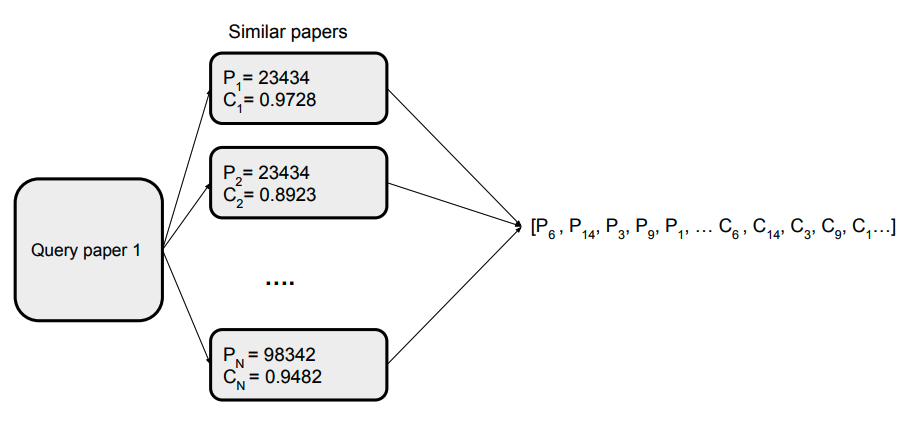 Similar papers
P1= 23434
C1= 0.9728
P2= 23434
C2= 0.8923
Query paper 1
[P6 , P14, P3, P9, P1, … C6 , C14, C3, C9, C1…]
....
PN = 98342
CN = 0.9482